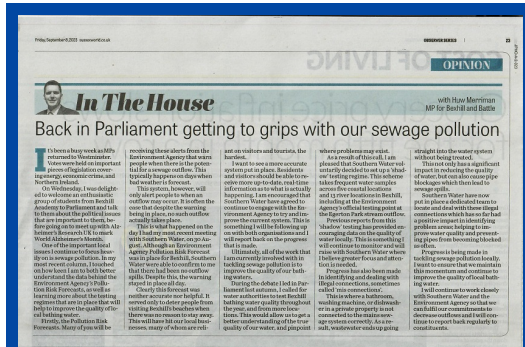 Friday, September 8, 2023 sussexworld.co.uk
OBSERVER SERIES
23
OPINION
In The House
with Huw Merriman
MP for Bexhill and Battle
Back in Parliament getting to grips with our sewage pollution
It's been a busy week as MPs
returned to Westminster.
Votes were held on important
pieces of legislation cover-
ing energy, economic crime, and
Northern Ireland.
On Wednesday, I was delight-
ed to welcome an enthusiastic
group of students from Bexhill
academy to Parliament and talk
to them about the political issues
that are important to them, be-
fore going on to meet up with Alz-
heimer's Research UK to mark
World Alzheimer's Month.
One of the important local
issues I continue to focus heav-
ily on is sewage pollution. In my
most recent column, I touched
on how keen I am to both better
understand the data behind the
Environment Agency's Pollu-
tion Risk Forecasts, as well as
learning more about the testing
regimes that are in place that will
help to improve the quality of lo-
cal bathing water.
Firstly, the Pollution Risk
Forecasts. Many of you will be
receiving these alerts from the
Environment Agency that warn
people when there is the poten-
tial for a sewage outflow. This
typically happens on days when
bad weather is forecast.
This system, however, will
only alert people to when an
outflow may occur. It is often the
case that despite the warning
being in place, no such outflow
actually takes place.
This is what happened on the
day I had my most recent meeting
with Southern Water, on 30 Au-
gust. Although an Environment
Agency Pollution Risk Forecast
was in place for Bexhill, Southern
Water were able to confirm to me
that there had been no outflow
spills. Despite this, the warning
stayed in place all day.
Clearly this forecast was
neither accurate nor helpful. It
served only to deter people from
visiting Bexhill's beaches when
there was no reason to stay away.
This will have hit our local busi-
nesses, many of whom are reli-
ant on visitors and tourists, the
hardest.
I want to see a more accurate
system put in place. Residents
and visitors should be able to re-
ceive more up-to-date, real-time
information as to what is actually
happening. I am encouraged that
Southern Water have agreed to
continue to engage with the En-
vironment Agency to try and im-
prove the current system. This is
something I will be following up
on with both organisations and I
will report back on the progress
that is made.
Ultimately, all of the work that
I am currently involved with in
tackling sewage pollution is to
improve the quality of our bath-
ing waters.
During the debate I led in Par-
liament last autumn, I called for
water authorities to test Bexhill
bathing water quality throughout
the year, and from more loca-
tions. This would allow us to get a
better understanding of the true
quality of our water, and pinpoint
where problems may exist.
As a result of this call, I am
pleased that Southern Water vol-
untarily decided to set up a 'shad-
ow' testing regime. This scheme
takes frequent water samples
across five coastal locations
and 13 river locations in Bexhill,
including at the Environment
Agency's official testing point at
the Egerton Park stream outflow.
Previous reports from this
'shadow' testing has provided en-
couraging data on the quality of
water locally. This is something I
will continue to monitor and will
raise with Southern Water when
I believe greater focus and atten-
tion is needed.
Progress has also been made
in identifying and dealing with
illegal connections, sometimes
called 'mis connections'.
This is where a bathroom,
washing machine, or dishwash-
er in a private property is not
connected to the mains sew-
age system correctly. As a re-
sult, wastewater ends up going
straight into the water system
without being treated.
This not only has a significant
impact in reducing the quality
of water, but can also cause pipe
blockages which then lead to
sewage spills.
Southern Water have now
put in place a dedicated team to
locate and deal with these illegal
connections which has so far had
a positive impact in identifying
problem areas; helping to im-
prove water quality and prevent-
ing pipes from becoming blocked
as often.
Progress is being made in
tackling sewage pollution locally.
I want to ensure that we maintain
this momentum and continue to
improve the quality of local bath-
ing water.
I will continue to work closely
with Southern Water and the
Environment Agency so that we
can fulfil our commitments to
decrease outflows and I will con-
tinue to report back regularly to
constituents.